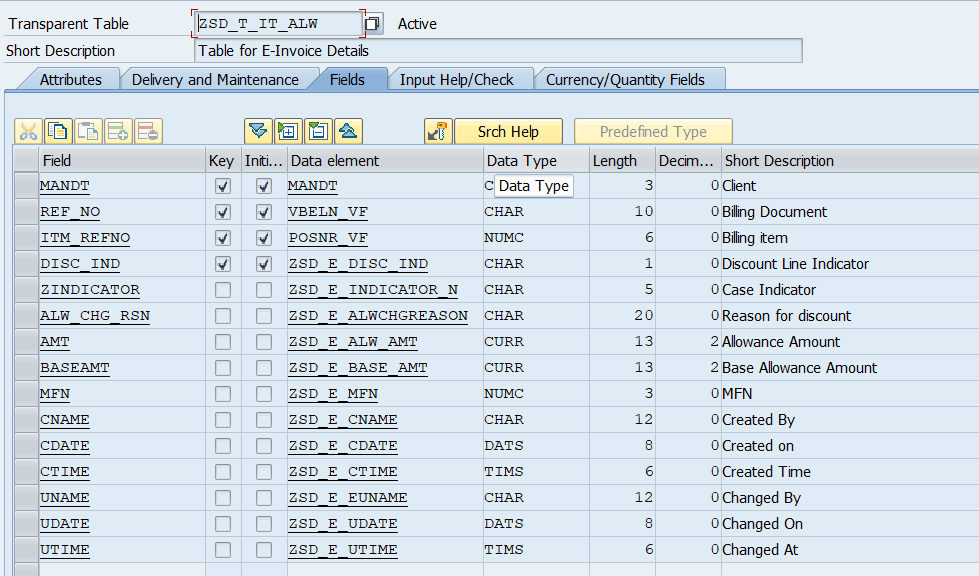 Transparent Table ZSD_T_IT_ALW Active
Short Description Table for E-Invoice Details
Attributes Delivery and Maintenance Fields Input Help/Check Currency/Quantity Fields
Srch Help Predefined Type
Field Key Initi... Data element Data Type Length Decim... Short Description
MANDT MANDT C Data Type 3 0 Client
REF_NO VBELN_VF CHAR 10 0 Billing Document
ITM_REFNO POSNR_VF NUMC 6 0 Billing item
DISC_IND ZSD_E_DISC_IND CHAR 1 0 Discount Line Indicator
ZINDICATOR ZSD_E_INDICATOR_N CHAR 5 0 Case Indicator
ALW_CHG_RSN ZSD_E_ALWCHGREASON CHAR 20 0 Reason for discount
AMT ZSD_E_ALW_AMT CURR 13 2 Allowance Amount
BASEAMT ZSD_E_BASE_AMT CURR 13 2 Base Allowance Amount
MFN ZSD_E_MFN NUMC 3 0 MFN
CNAME ZSD_E_CNAME CHAR 12 0 Created By
CDATE ZSD_E_CDATE DATS 8 0 Created on
CTIME ZSD_E_CTIME TIMS 6 0 Created Time
UNAME ZSD_E_EUNAME CHAR 12 0 Changed By
UDATE ZSD_E_UDATE DATS 8 0 Changed On
UTIME ZSD_E_UTIME TIMS 6 0 Changed At